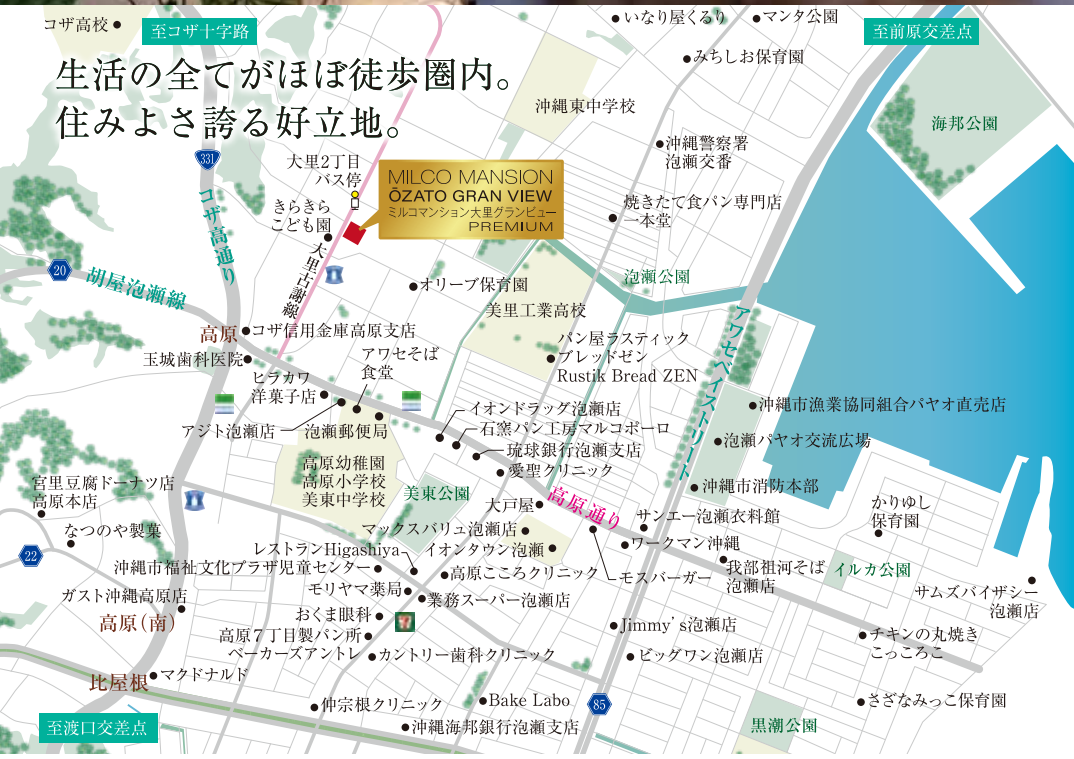 コザ高校
至コザ十字路
いなり屋くるり
マンタ公園
至前原交差点
みちしお保育園
生活の全てがほぼ徒歩圏内。
住みよさ誇る好立地。
沖縄東中学校
海邦公園
沖縄警察署
泡瀬交番
331
大里2丁目
バス停
MILCO MANSION
ŌZATO GRAN VIEW
ミルコマンション大里グランビュー
PREMIUM
きらきら
こども園
焼きたて食パン専門店
一本堂
コザ高通り
大里古謝線
20
胡屋泡瀬線
オリーブ保育園
泡瀬公園
美里工業高校
アワセベイストリート
高原
コザ信用金庫高原支店
玉城歯科医院
アワセそば
食堂
パン屋ラスティック
ブレッドゼン
Rustik Bread ZEN
ヒラカワ
洋菓子店
アジト泡瀬店
泡瀬郵便局
イオンドラッグ泡瀬店
石窯パン工房マルコポーロ
琉球銀行泡瀬支店
愛聖クリニック
沖縄市漁業協同組合パヤオ直売店
泡瀬パヤオ交流広場
高原幼稚園
高原小学校
美東中学校
美東公園
宮里豆腐ドーナツ店
高原本店
なつのや製菓
22
大戸屋
高原通り
沖縄市消防本部
サンエー泡瀬衣料館
かりゆし
保育園
マックスバリュ泡瀬店
レストランHigashiya
イオンタウン泡瀬
ワークマン沖縄
沖縄市福祉文化プラザ児童センター
高原こころクリニック
モスバーガー
我部祖河そば
泡瀬店
イルカ公園
ガスト沖縄高原店
モリヤマ薬局
業務スーパー泡瀬店
サムズバイザシー
泡瀬店
高原(南)
おくま眼科
高原7丁目製パン所
ベーカーズアントレ
カントリー歯科クリニック
Jimmy's泡瀬店
ビッグワン泡瀬店
チキンの丸焼き
こっころこ
比屋根
マクドナルド
仲宗根クリニック
Bake Labo
85
さざなみっこ保育園
至渡口交差点
沖縄海邦銀行泡瀬支店
黒潮公園